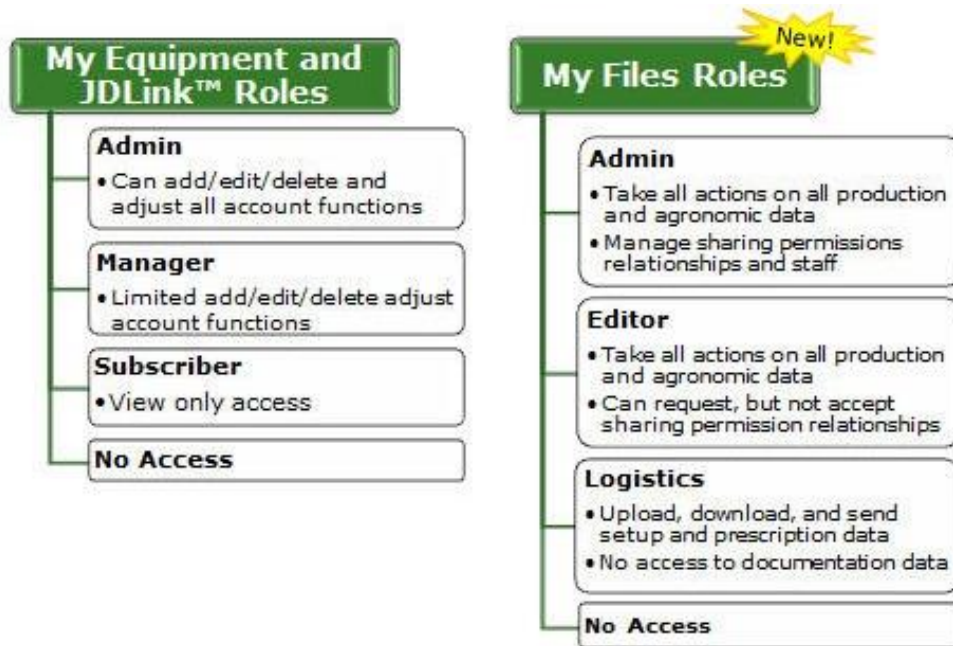 My Equipment and
JDLink™ Roles
Admin
• Can add/edit/delete and
adjust all account functions
Manager
• Limited add/edit/delete adjust
account functions
Subscriber
• View only access
No Access
New!
My Files Roles
Admin
• Take all actions on all production
and agronomic data
• Manage sharing permissions
relationships and staff
Editor
• Take all actions on all production
and agronomic data
• Can request, but not accept
sharing permission relationships
Logistics
• Upload, download, and send
setup and prescription data
• No access to documentation data
No Access